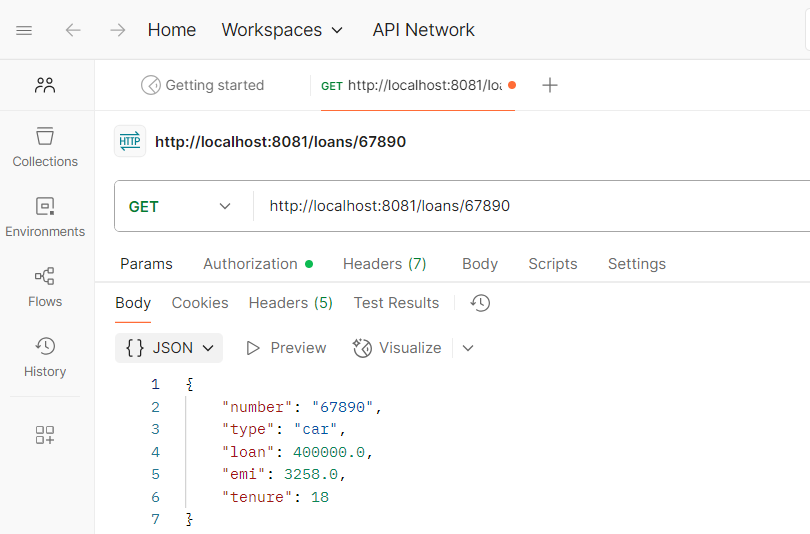 Home Workspaces API Network
Getting started GET http://localhost:8081/loa
HTTP http://localhost:8081/loans/67890
Collections
Environments
Flows
History
GET http://localhost:8081/loans/67890
Params Authorization Headers (7) Body Scripts Settings
Body Cookies Headers (5) Test Results
{} JSON Preview Visualize
1 {
2 "number": "67890",
3 "type": "car",
4 "loan": 400000.0,
5 "emi": 3258.0,
6 "tenure": 18
7 }